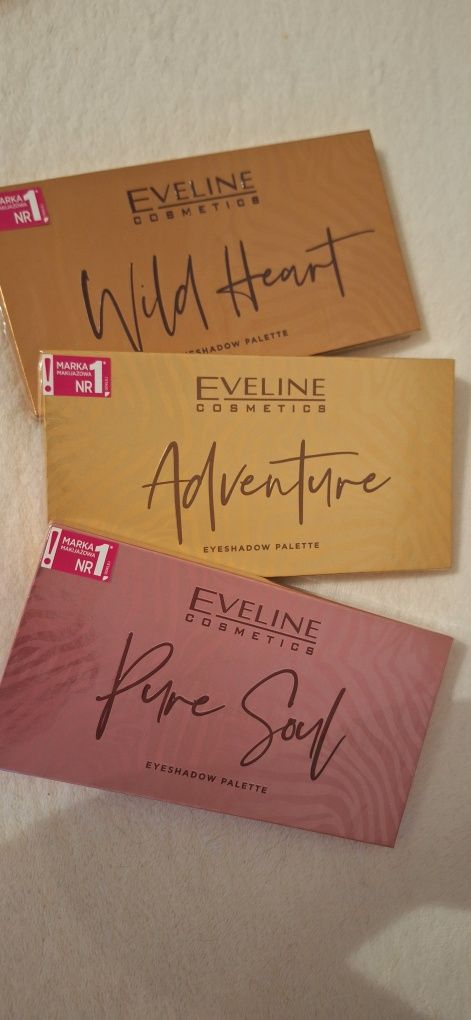 MARKA
MAKIJAŻOWA
NR 1*
EVELINE
COSMETICS
Wild Heart
EYESHADOW PALETTE
! MARKA
MAKIJAŻOWA
NR 1*
EVELINE
COSMETICS
Adventure
EYESHADOW PALETTE
! MARKA
MAKIJAŻOWA
NR 1*
EVELINE
COSMETICS
Pure Soul
EYESHADOW PALETTE